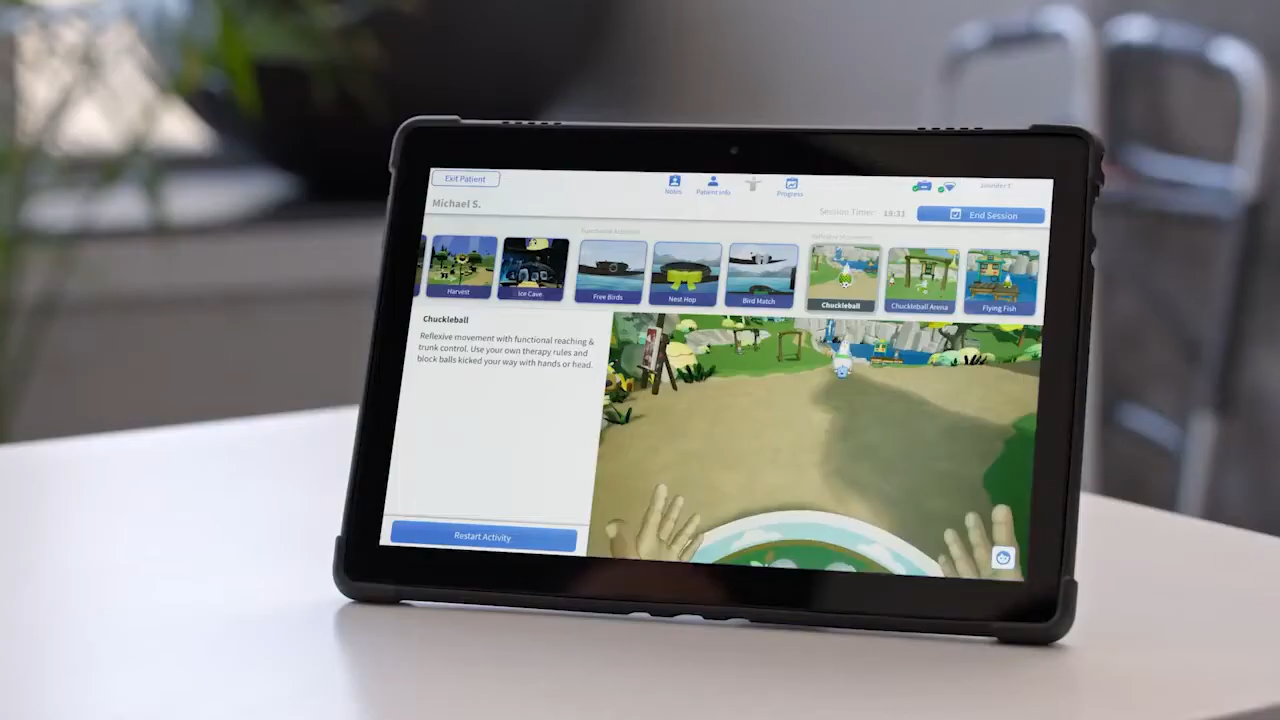 Exit Patient
Notes
Patient Info
Progress
Michael S.
Session Timer: 18:31
End Session
Harvest
Ice Cave
Free Birds
Nest Hop
Bird Match
Chuckleball
Chuckleball Arena
Flying Fish
Chuckleball
Reflexive movement with functional reaching &
trunk control. Use your own therapy rules and
block balls kicked your way with hands or head.
Restart Activity